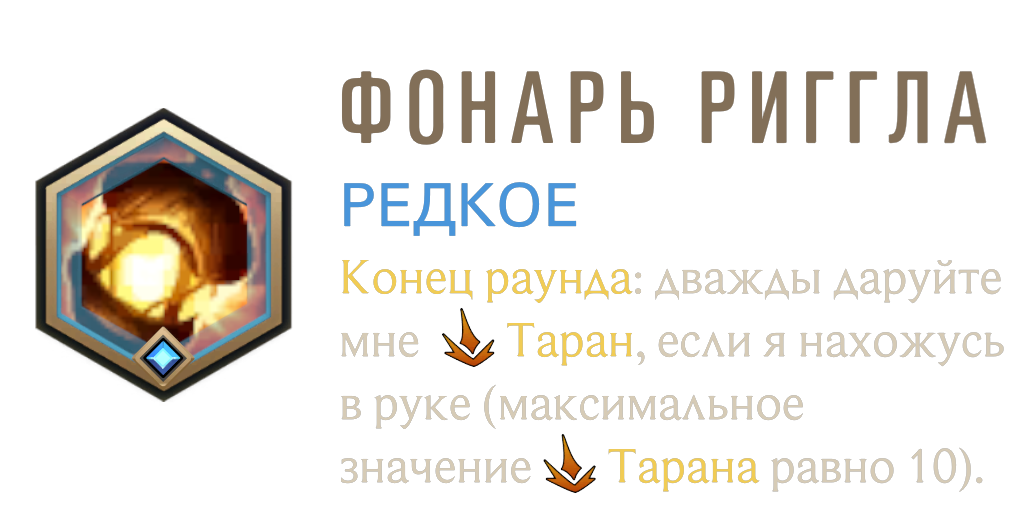 ФОНАРЬ РИГГЛА
РЕДКОЕ
Конец раунда: дважды даруйте
мне Таран, если я нахожусь
в руке (максимальное
значение Тарана равно 10).